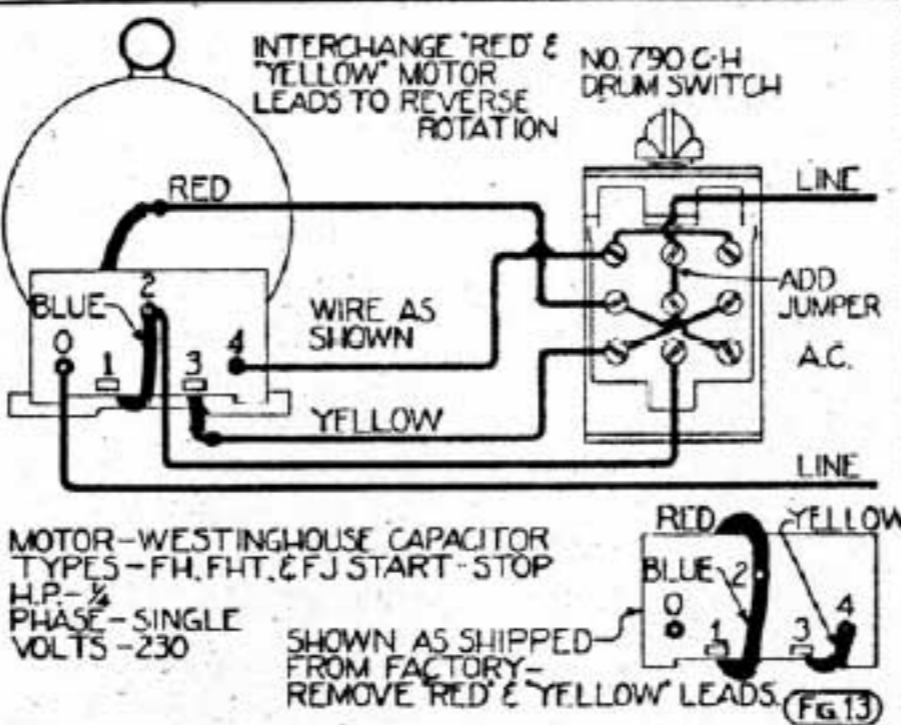 INTERCHANGE "RED" &
"YELLOW" MOTOR
LEADS TO REVERSE
ROTATION
NO. 790 C-H
DRUM SWITCH
RED
LINE
2
BLUE
WIRE AS
SHOWN
ADD
JUMPER
0
1
3
4
A.C.
YELLOW
LINE
MOTOR-WESTINGHOUSE CAPACITOR
TYPES-FH, FHT, & FJ START-STOP
H.P.-¼
PHASE-SINGLE
VOLTS-230
RED
YELLOW
BLUE
2
0
1
3
4
SHOWN AS SHIPPED
FROM FACTORY-
REMOVE "RED" & "YELLOW" LEADS.
FG.13